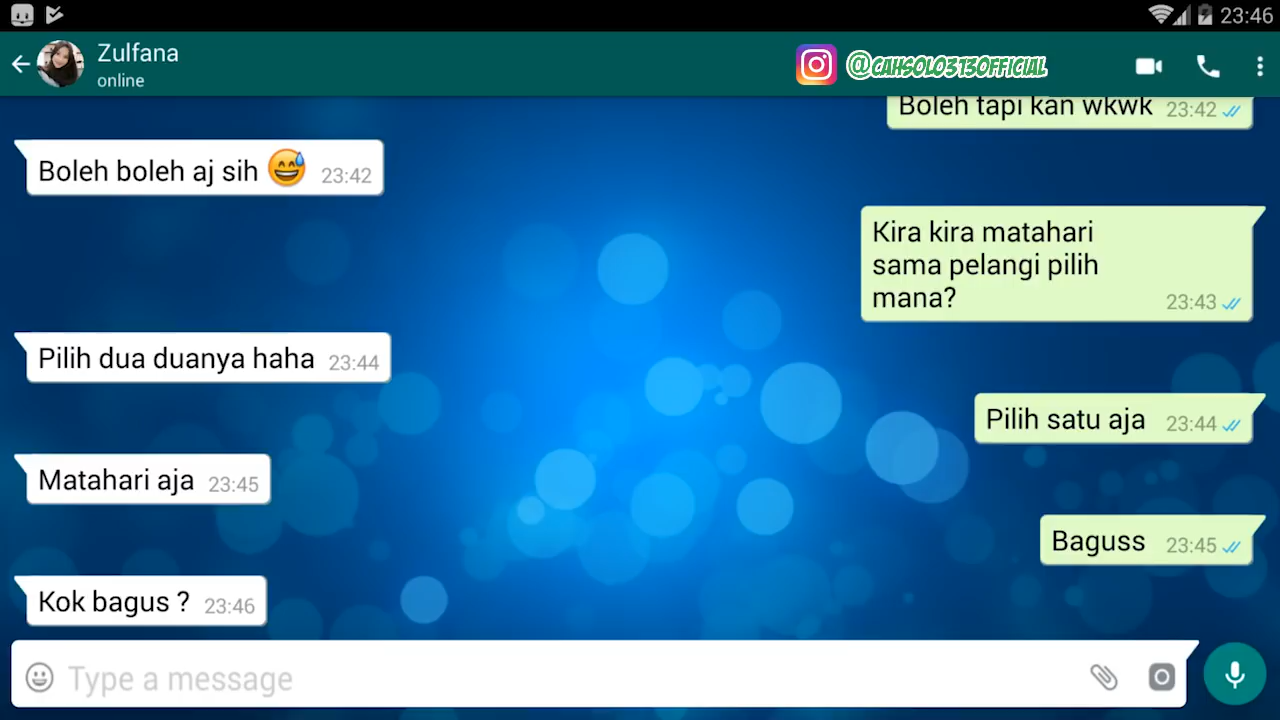 23:46
Zulfana
online
@CAHSOLO313OFFICIAL
Boleh tapi kan wkwk 23:42
Boleh boleh aj sih 😅 23:42
Kira kira matahari
sama pelangi pilih
mana? 23:43
Pilih dua duanya haha 23:44
Pilih satu aja 23:44
Matahari aja 23:45
Baguss 23:45
Kok bagus ? 23:46
Type a message